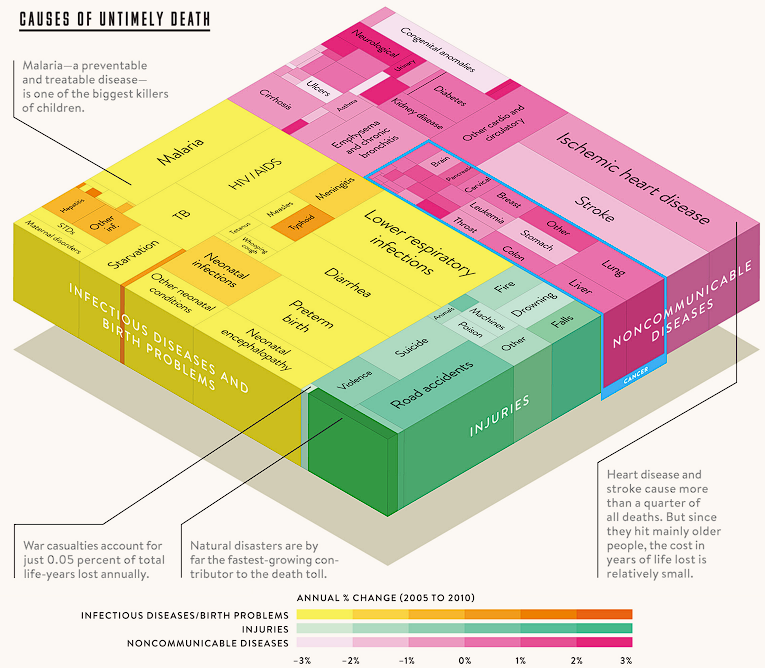 CAUSES OF UNTIMELY DEATH
Malaria—a preventable
and treatable disease—
is one of the biggest killers
of children.
Congenital anomalies
Neurological
Urinary
Ulcers
Cirrhosis
Asthma
Diabetes
Kidney disease
Other cardio and
circulatory
Emphysema
and chronic
bronchitis
Ischemic heart disease
Stroke
Brain
Pancreas
Cervical
Breast
Leukemia
Other
Throat
Stomach
Lung
Colon
Liver
Malaria
HIV/AIDS
Meningitis
Measles
Typhoid
TB
Hepatitis
Other
inf.
STDs
Maternal disorders
Tetanus
Whooping
cough
Starvation
Neonatal
infections
Other neonatal
conditions
Lower respiratory
infections
Diarrhea
Preterm
birth
Neonatal
encephalopathy
Fire
Drowning
Animals
Machines
Poison
Falls
Other
Suicide
Violence
Road accidents
INFECTIOUS DISEASES AND
BIRTH PROBLEMS
INJURIES
NONCOMMUNICABLE
DISEASES
CANCER
War casualties account for
just 0.05 percent of total
life-years lost annually.
Natural disasters are by
far the fastest-growing con-
tributor to the death toll.
Heart disease and
stroke cause more
than a quarter of
all deaths. But since
they hit mainly older
people, the cost in
years of life lost is
relatively small.
ANNUAL % CHANGE (2005 TO 2010)
INFECTIOUS DISEASES/BIRTH PROBLEMS
INJURIES
NONCOMMUNICABLE DISEASES
-3% -2% -1% 0% 1% 2% 3%